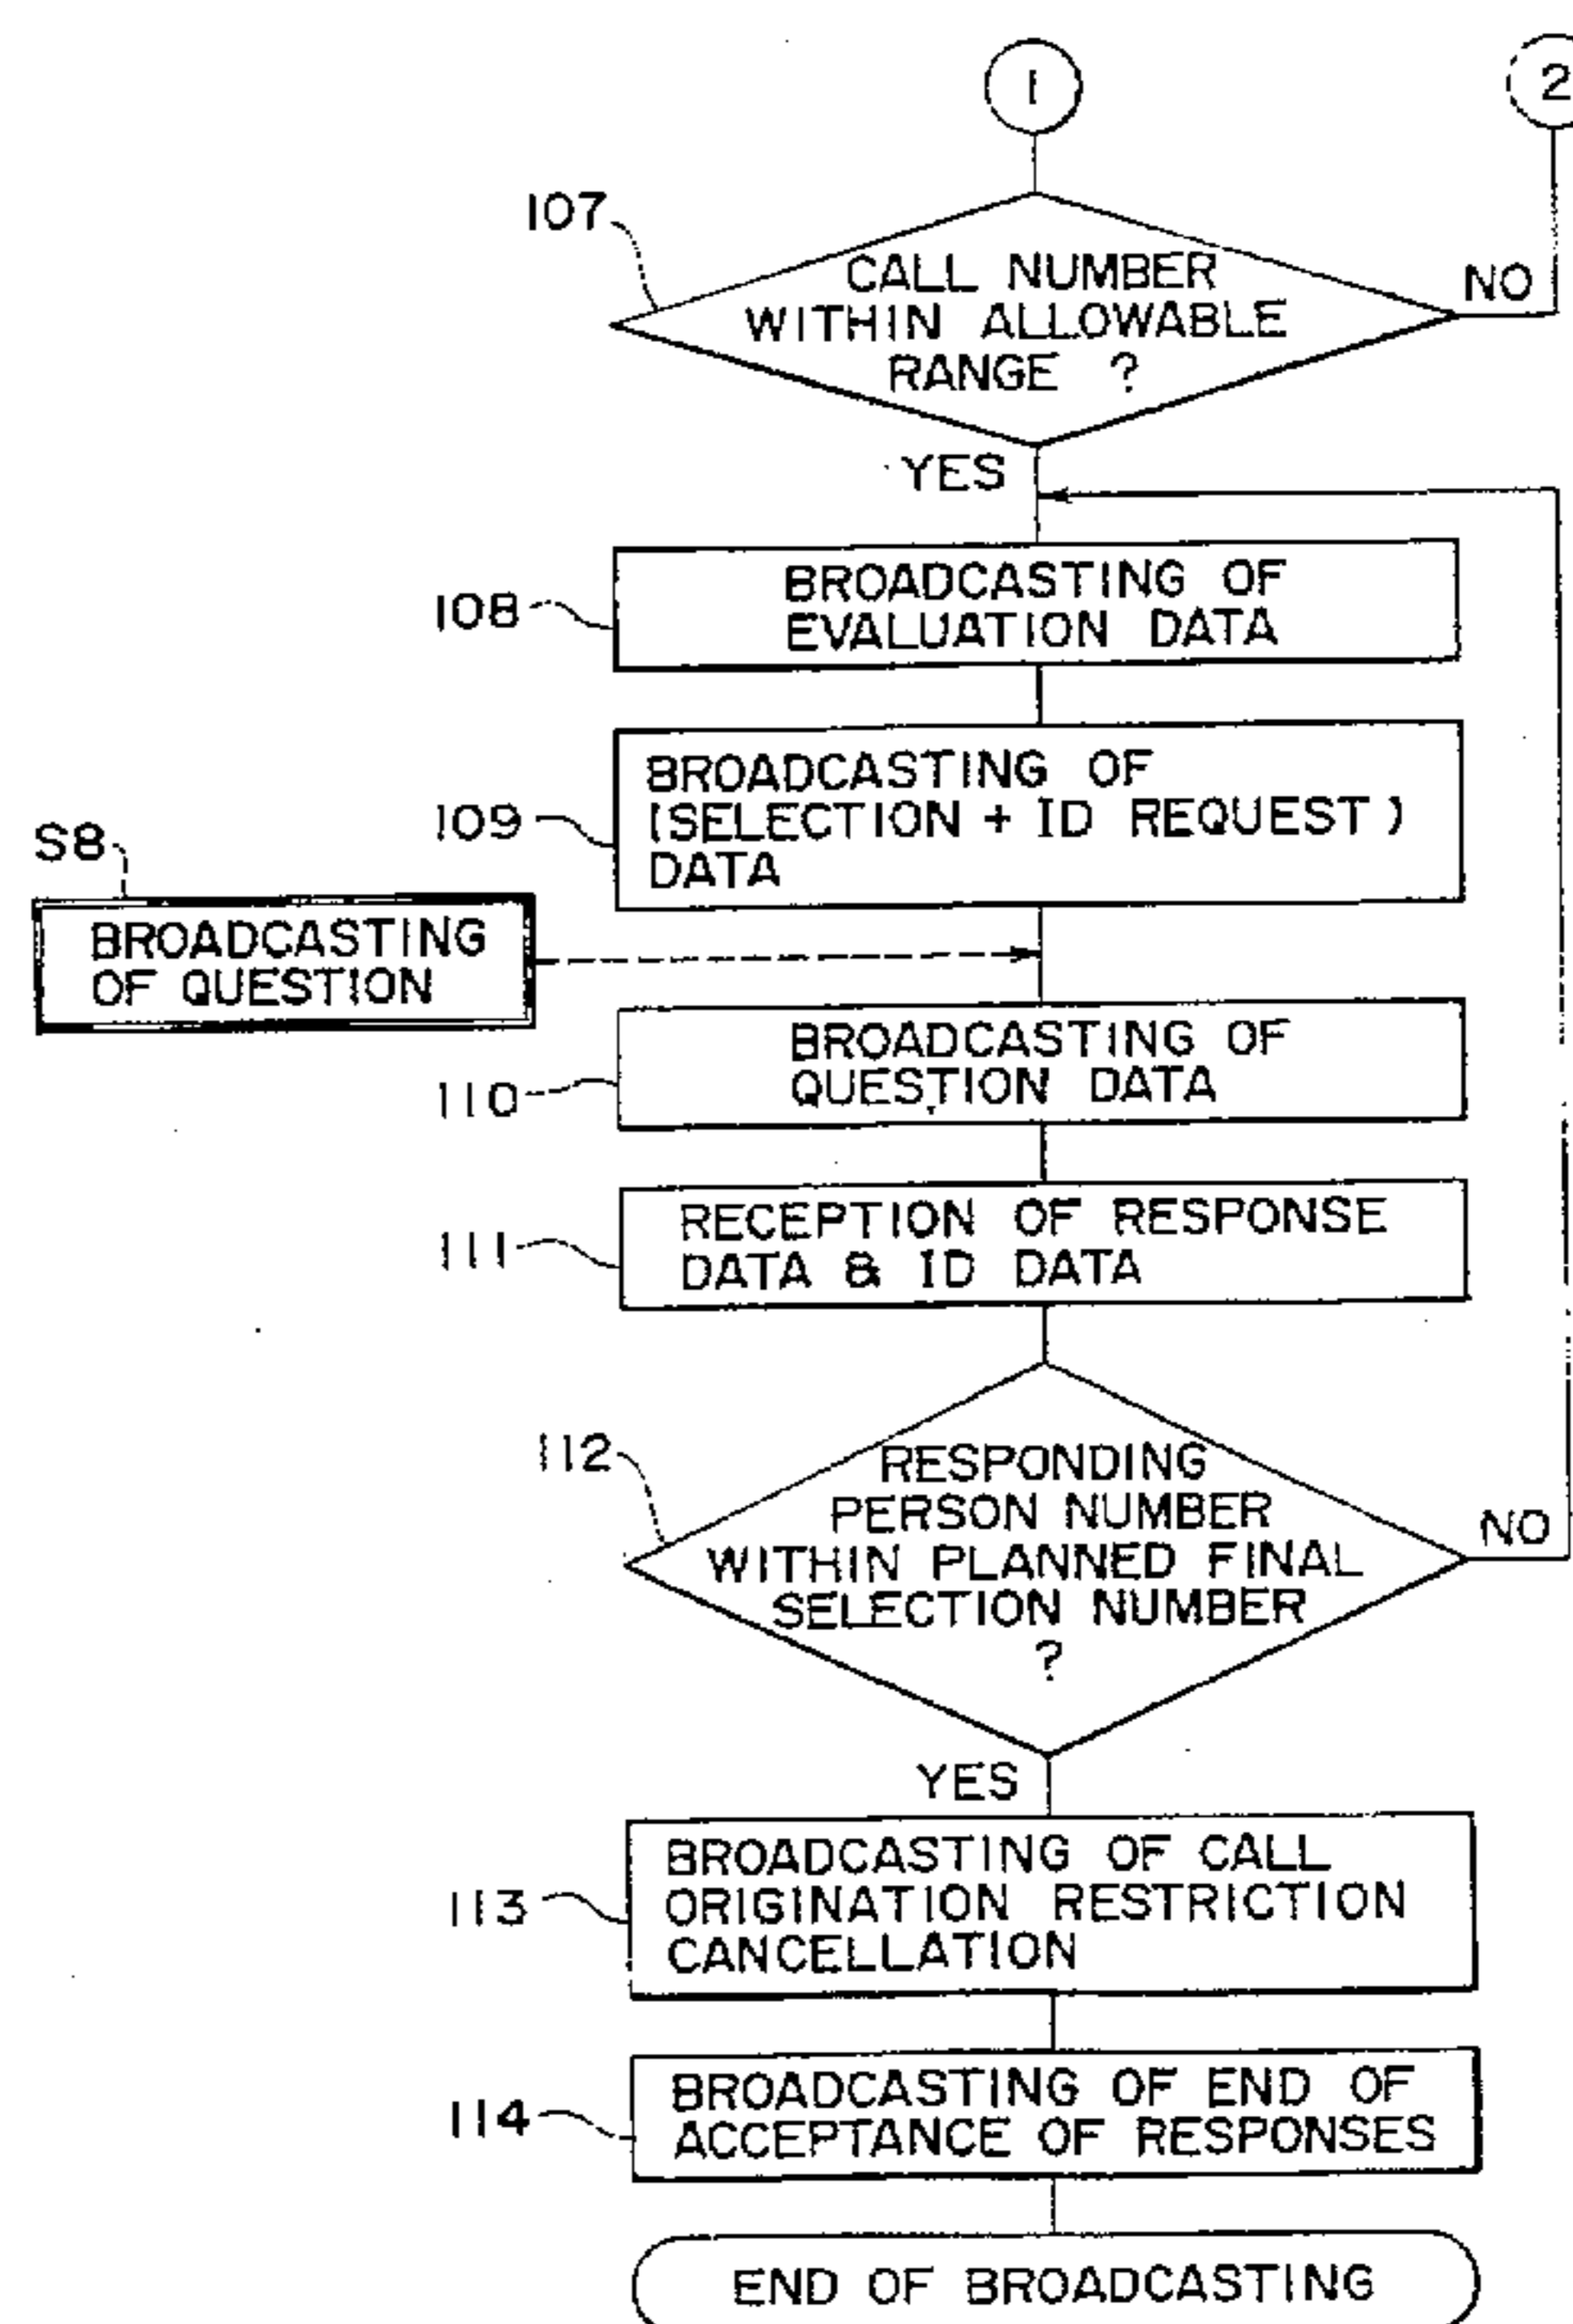 1
2
107
CALL NUMBER
WITHIN ALLOWABLE
RANGE ?
NO
YES
108
BROADCASTING OF
EVALUATION DATA
109
BROADCASTING OF
(SELECTION + ID REQUEST)
DATA
S8
BROADCASTING
OF QUESTION
110
BROADCASTING OF
QUESTION DATA
111
RECEPTION OF RESPONSE
DATA & ID DATA
112
RESPONDING
PERSON NUMBER
WITHIN PLANNED FINAL
SELECTION NUMBER
?
NO
YES
113
BROADCASTING OF CALL
ORIGINATION RESTRICTION
CANCELLATION
114
BROADCASTING OF END OF
ACCEPTANCE OF RESPONSES
END OF BROADCASTING